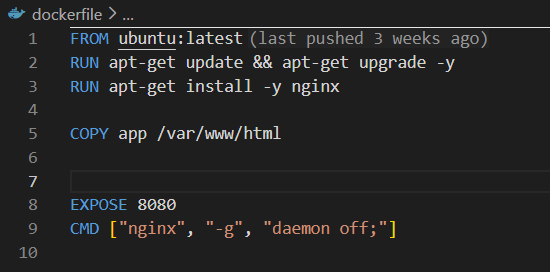 dockerfile > ...
1 FROM ubuntu:latest (last pushed 3 weeks ago)
2 RUN apt-get update && apt-get upgrade -y
3 RUN apt-get install -y nginx
4
5 COPY app /var/www/html
6
7
8 EXPOSE 8080
9 CMD ["nginx", "-g", "daemon off;"]
10